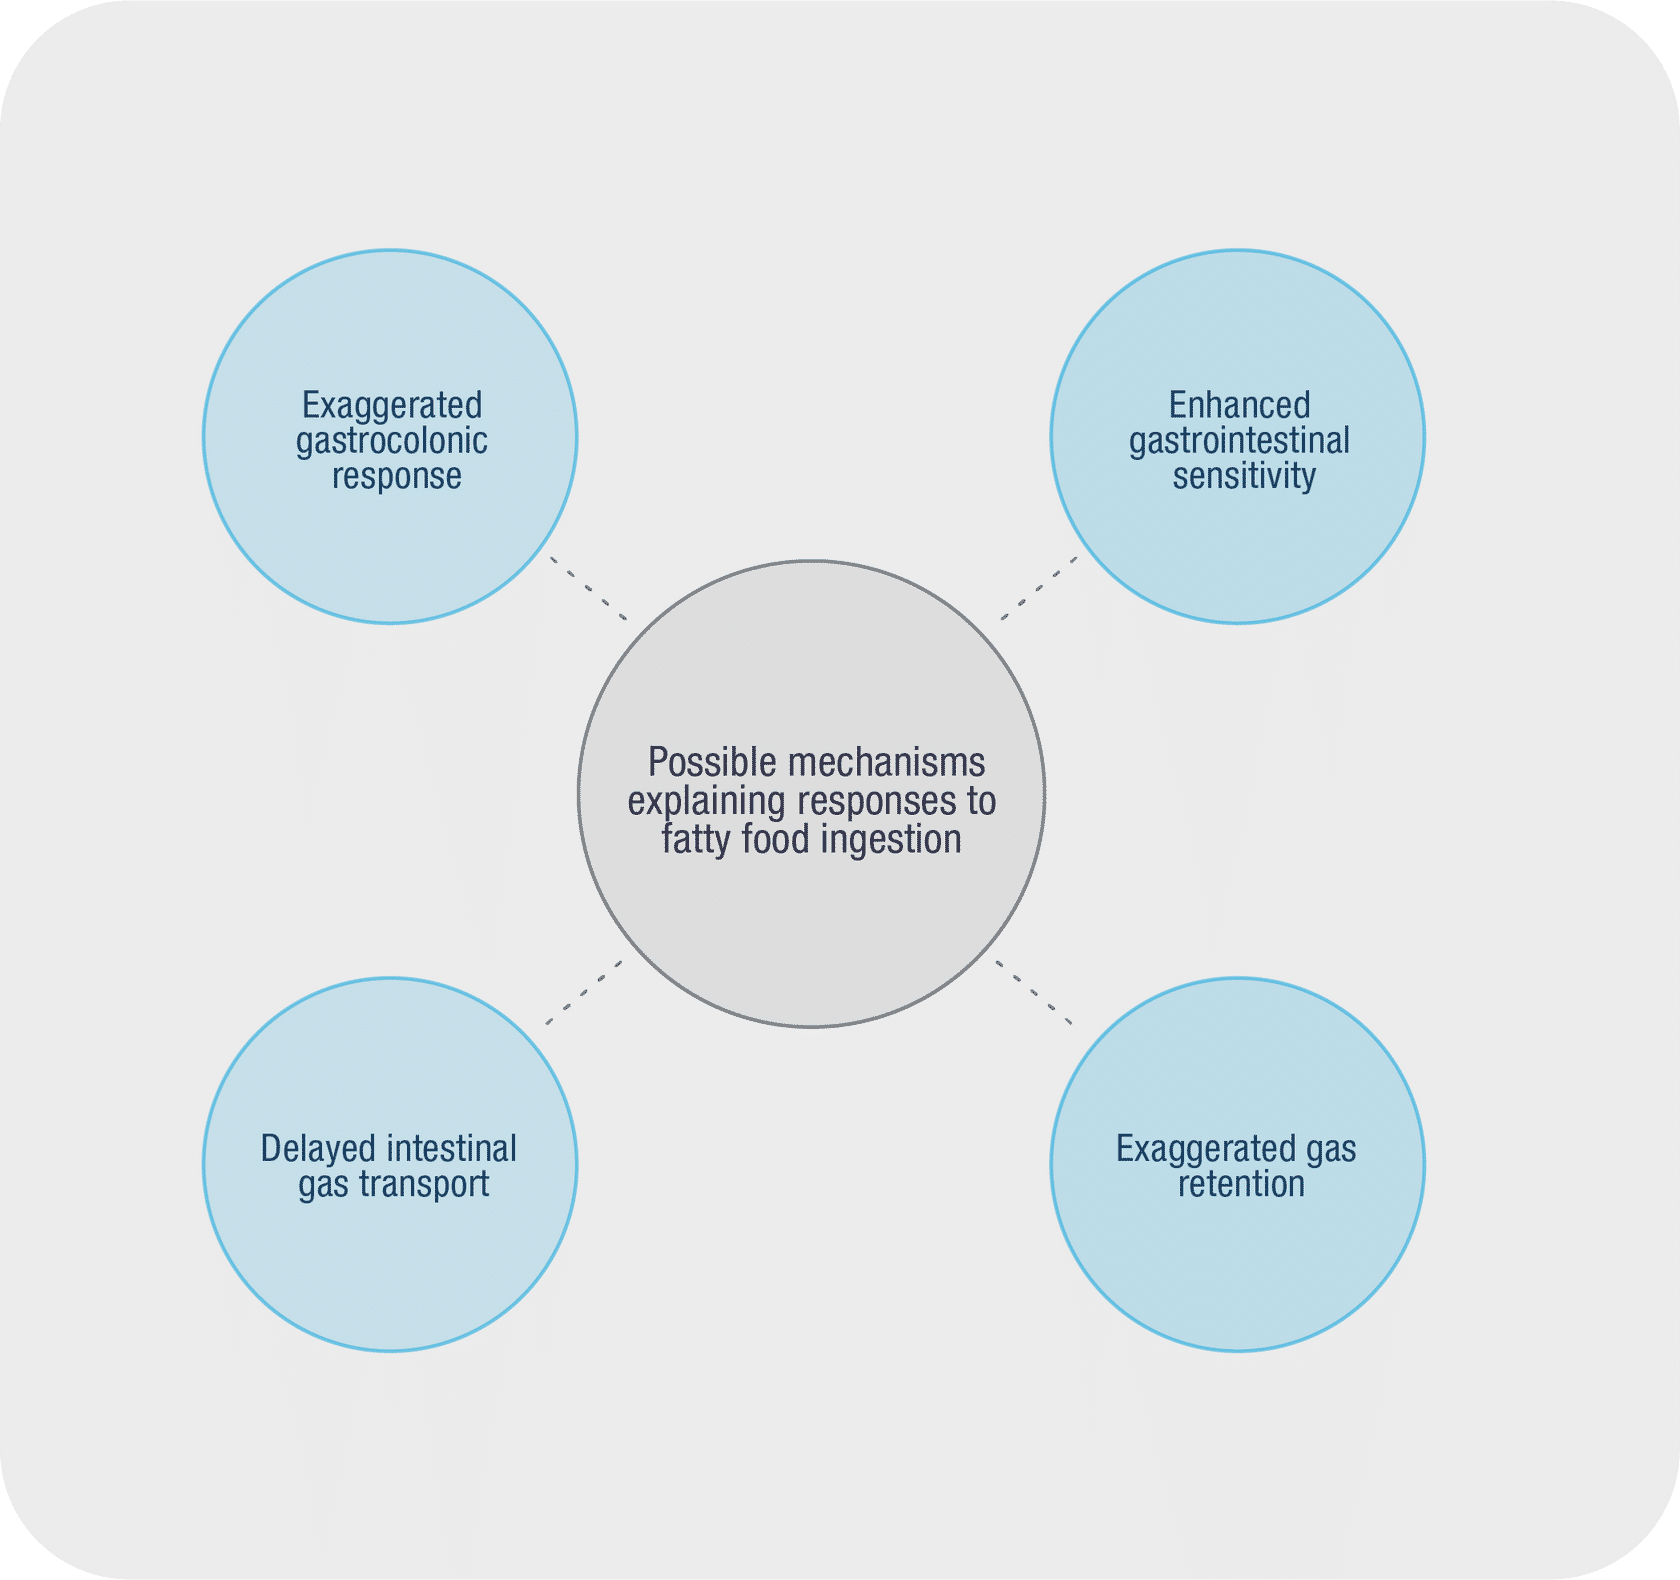 Exaggerated
gastrocolonic
response
Enhanced
gastrointestinal
sensitivity
Possible mechanisms
explaining responses to
fatty food ingestion
Delayed intestinal
gas transport
Exaggerated gas
retention